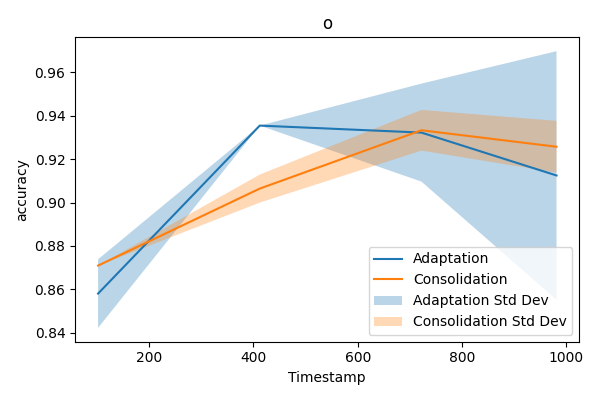 o
0.96
0.94
0.92
0.90
0.88
0.86
0.84
accuracy
Adaptation
Consolidation
Adaptation Std Dev
Consolidation Std Dev
200
400
600
800
1000
Timestamp